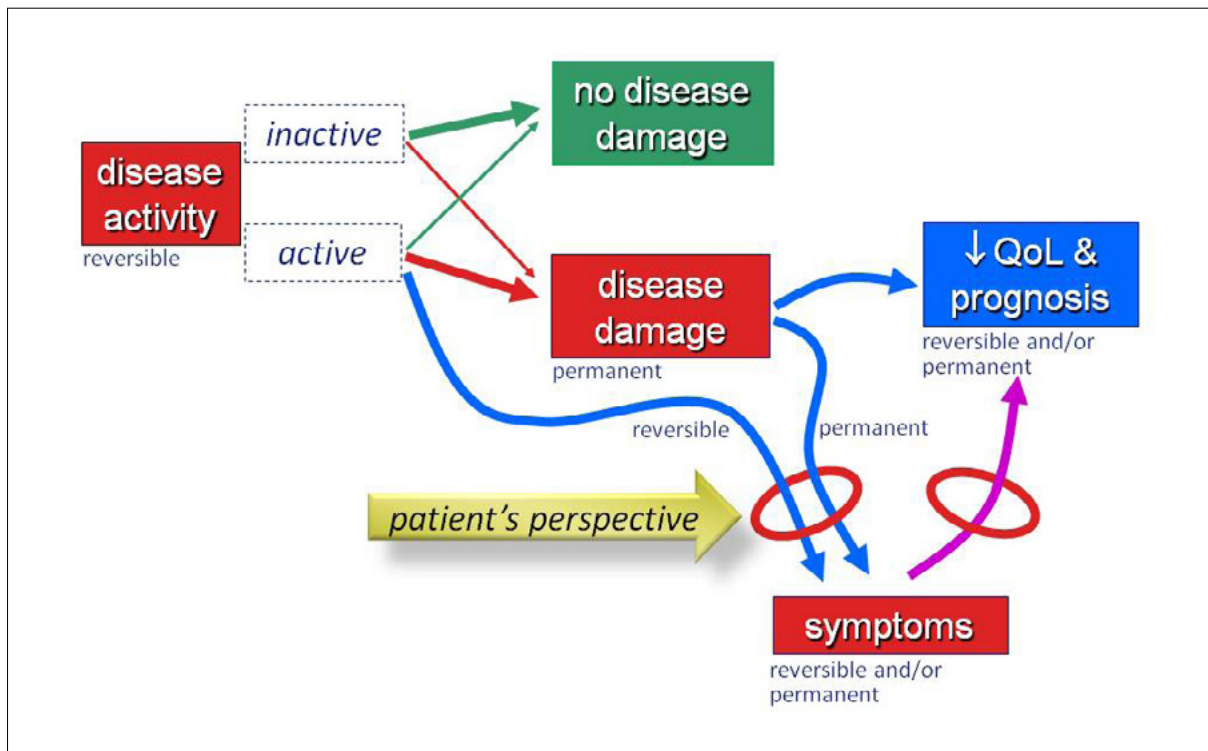 no disease
damage
inactive
disease
activity
reversible
active
disease
damage
permanent
↓ QoL &
prognosis
reversible and/or
permanent
reversible
permanent
patient's perspective
symptoms
reversible and/or
permanent